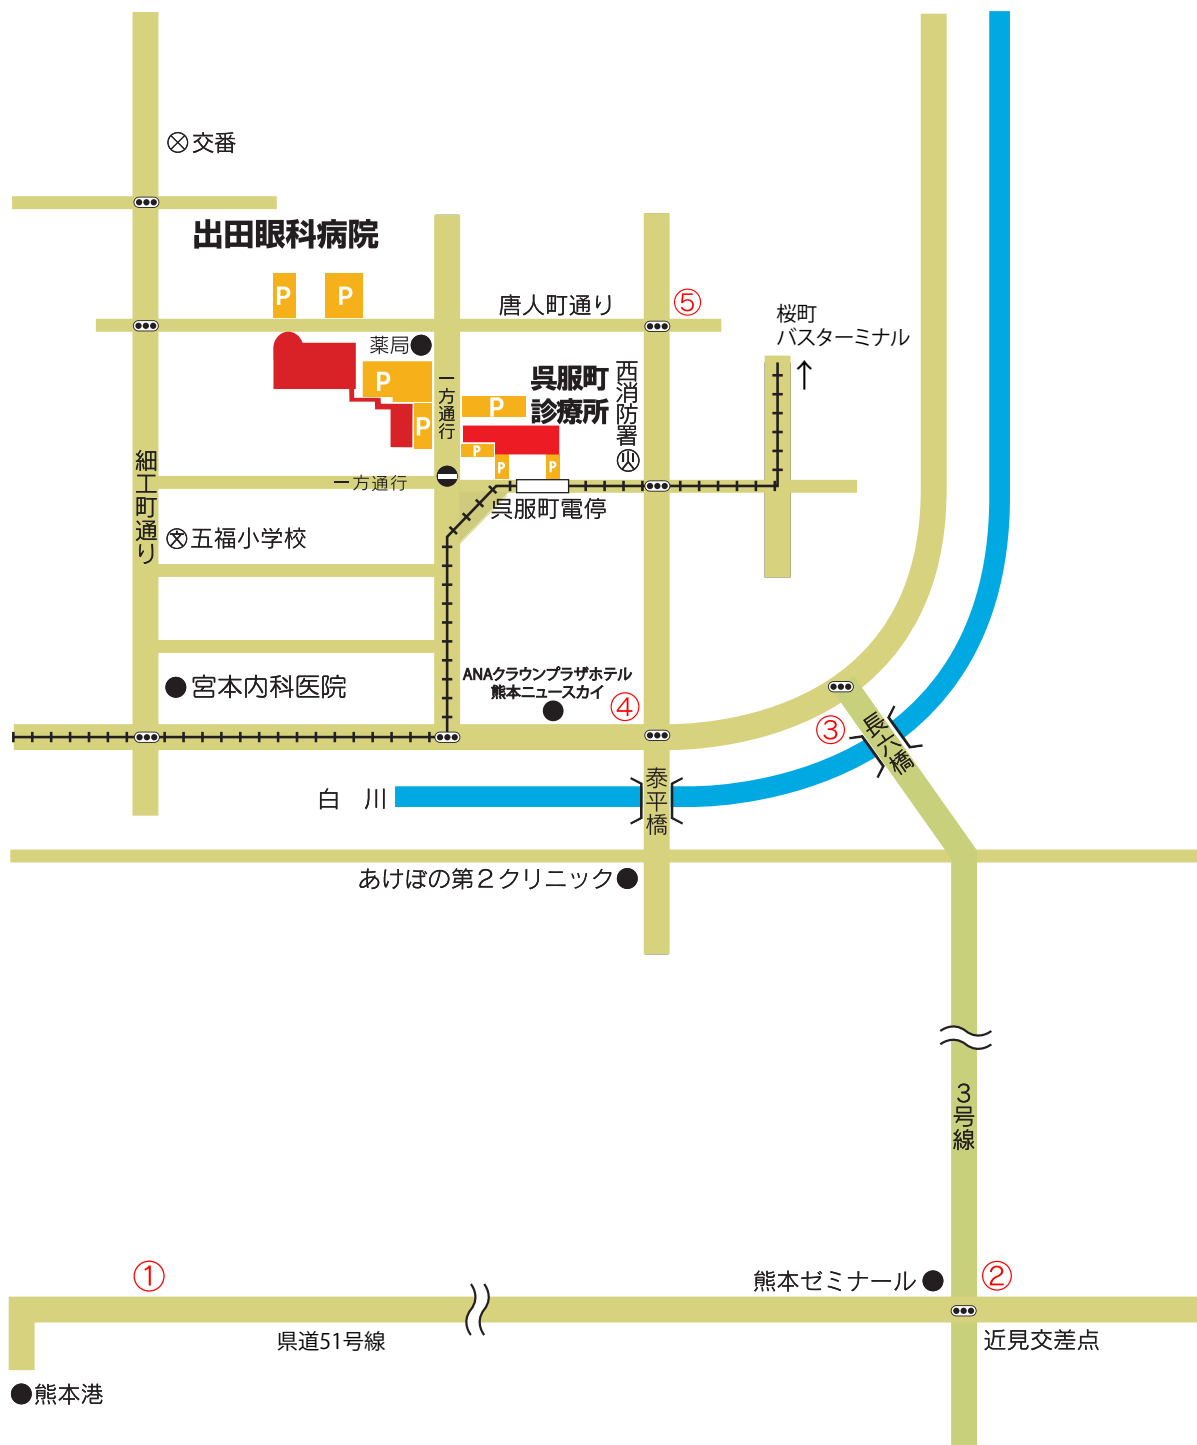 交番
出田眼科病院
P
P
唐人町通り
⑤
桜町
バスターミナル
薬局
P
P
一方通行
P
呉服町
診療所
西消防署
P
P
P
細工町通り
一方通行
呉服町電停
文
五福小学校
宮本内科医院
ANAクラウンプラザホテル
熊本ニュースカイ
④
③
長六橋
白 川
泰平橋
あけぼの第2クリニック
3号線
①
熊本ゼミナール
②
県道51号線
近見交差点
熊本港